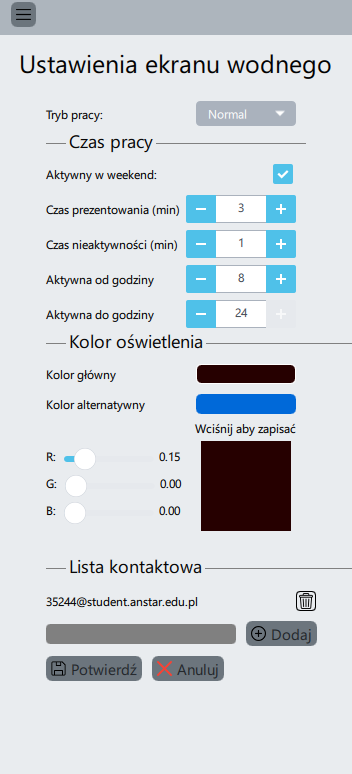 Ustawienia ekranu wodnego
Tryb pracy: Normal
Czas pracy
Aktywny w weekend:
Czas prezentowania (min) 3
Czas nieaktywności (min) 1
Aktywna od godziny 8
Aktywna do godziny 24
Kolor oświetlenia
Kolor główny
Kolor alternatywny
Wciśnij aby zapisać
R: 0.15
G: 0.00
B: 0.00
Lista kontaktowa
35244@student.anstar.edu.pl
Dodaj
Potwierdź Anuluj